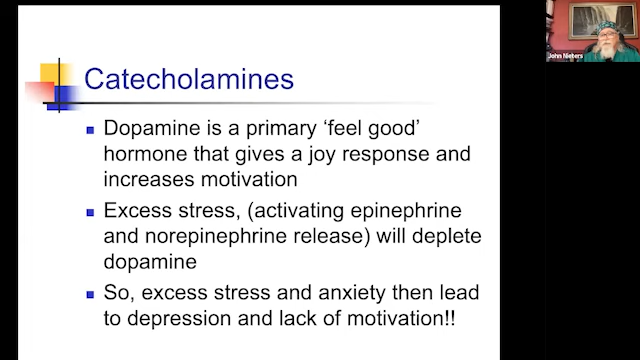 John Nieters
Catecholamines
Dopamine is a primary ‘feel good’
hormone that gives a joy response and
increases motivation
Excess stress, (activating epinephrine
and norepinephrine release) will deplete
dopamine
So, excess stress and anxiety then lead
to depression and lack of motivation!!